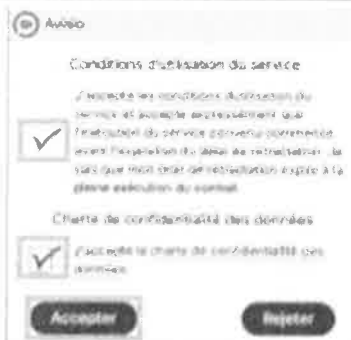 Conditions d'utilisation du service
J'accepte les conditions d'utilisation du
service et accepte expressément que
l'exécution du service convenu commence
avant l'expiration du délai de rétractation. Je
sais que mon droit de rétractation expire à la
pleine exécution du contrat.
Charte de confidentialité des données
J'accepte la charte de confidentialité des
données.
Accepter
Rejeter